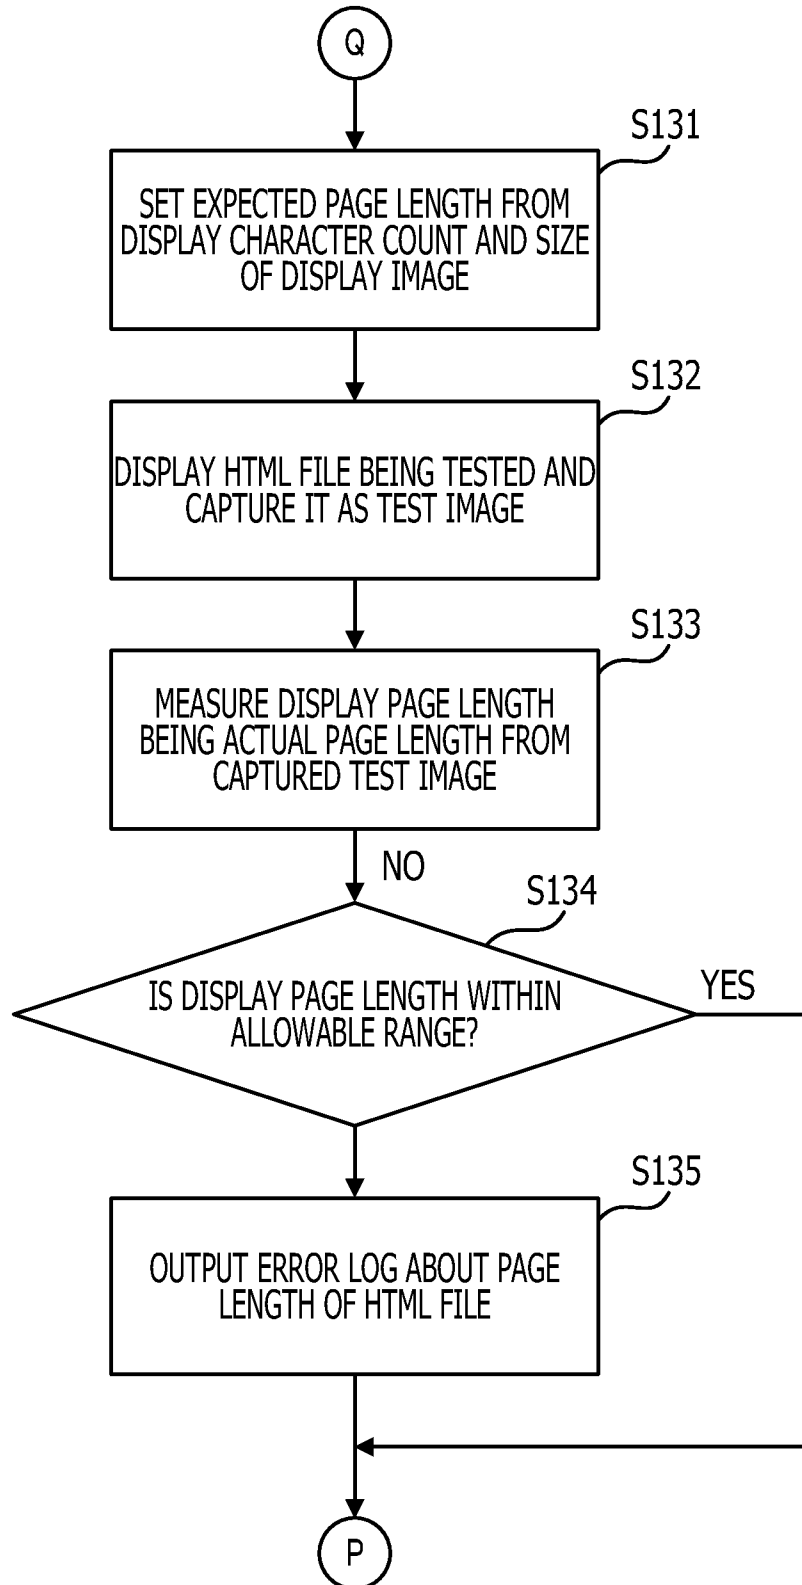 Q
S131
SET EXPECTED PAGE LENGTH FROM
DISPLAY CHARACTER COUNT AND SIZE
OF DISPLAY IMAGE
S132
DISPLAY HTML FILE BEING TESTED AND
CAPTURE IT AS TEST IMAGE
S133
MEASURE DISPLAY PAGE LENGTH
BEING ACTUAL PAGE LENGTH FROM
CAPTURED TEST IMAGE
NO
S134
IS DISPLAY PAGE LENGTH WITHIN
ALLOWABLE RANGE?
YES
S135
OUTPUT ERROR LOG ABOUT PAGE
LENGTH OF HTML FILE
P